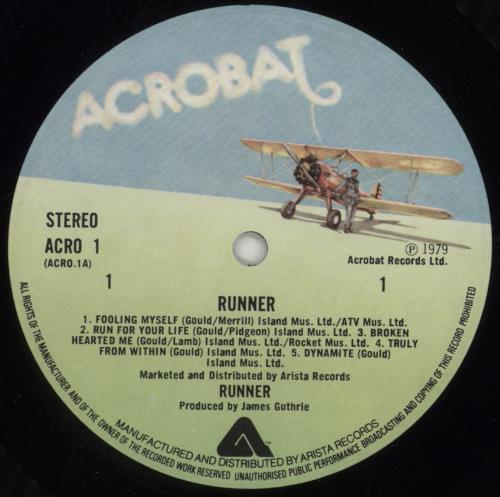 ACROBAT
STEREO
ACRO 1
(ACRO.1A)
℗ 1979
Acrobat Records Ltd.
1
1
RUNNER
1. FOOLING MYSELF (Gould/Merrill) Island Mus. Ltd./ATV Mus. Ltd.
2. RUN FOR YOUR LIFE (Gould/Pidgeon) Island Mus. Ltd. 3. BROKEN
HEARTED ME (Gould/Lamb) Island Mus. Ltd./Rocket Mus. Ltd. 4. TRULY
FROM WITHIN (Gould) Island Mus. Ltd. 5. DYNAMITE (Gould)
Island Mus. Ltd.
Marketed and Distributed by Arista Records
RUNNER
Produced by James Guthrie
MANUFACTURED AND DISTRIBUTED BY ARISTA RECORDS
ALL RIGHTS OF THE MANUFACTURER AND OF THE OWNER OF THE RECORDED WORK RESERVED UNAUTHORISED PUBLIC PERFORMANCE BROADCASTING AND COPYING OF THIS RECORD PROHIBITED